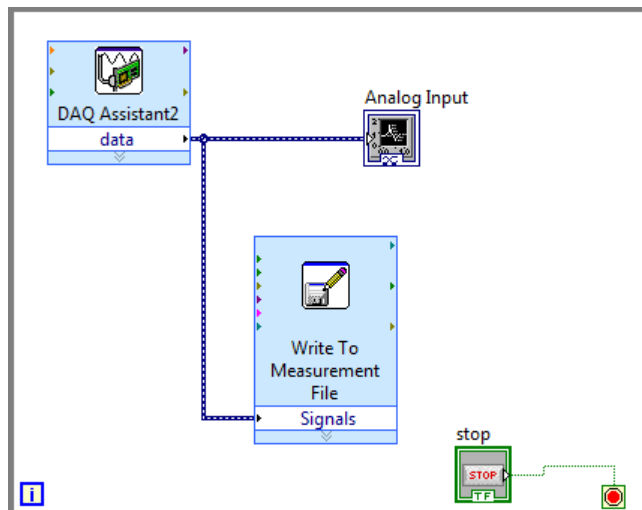 DAQ Assistant2
data
Analog Input
Write To
Measurement
File
Signals
stop
STOP
TF
i